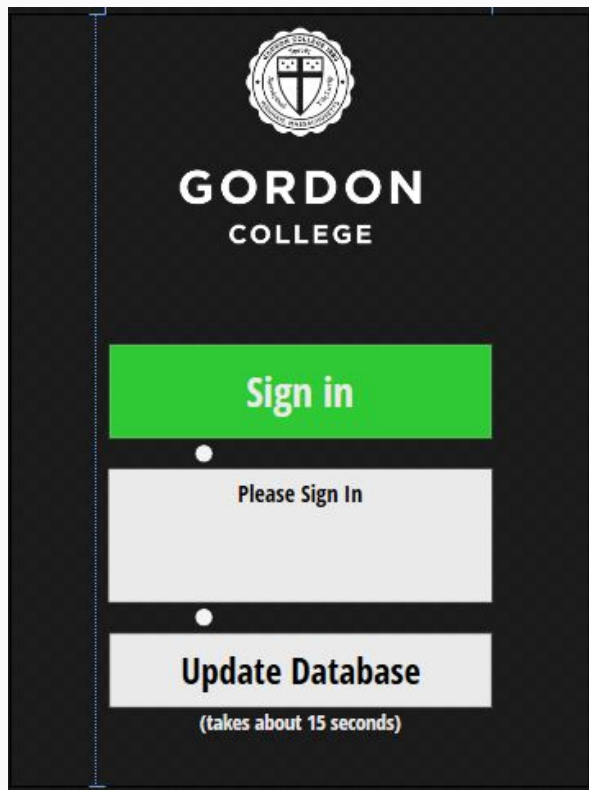 GORDON
COLLEGE
Sign in
Please Sign In
Update Database
(takes about 15 seconds)